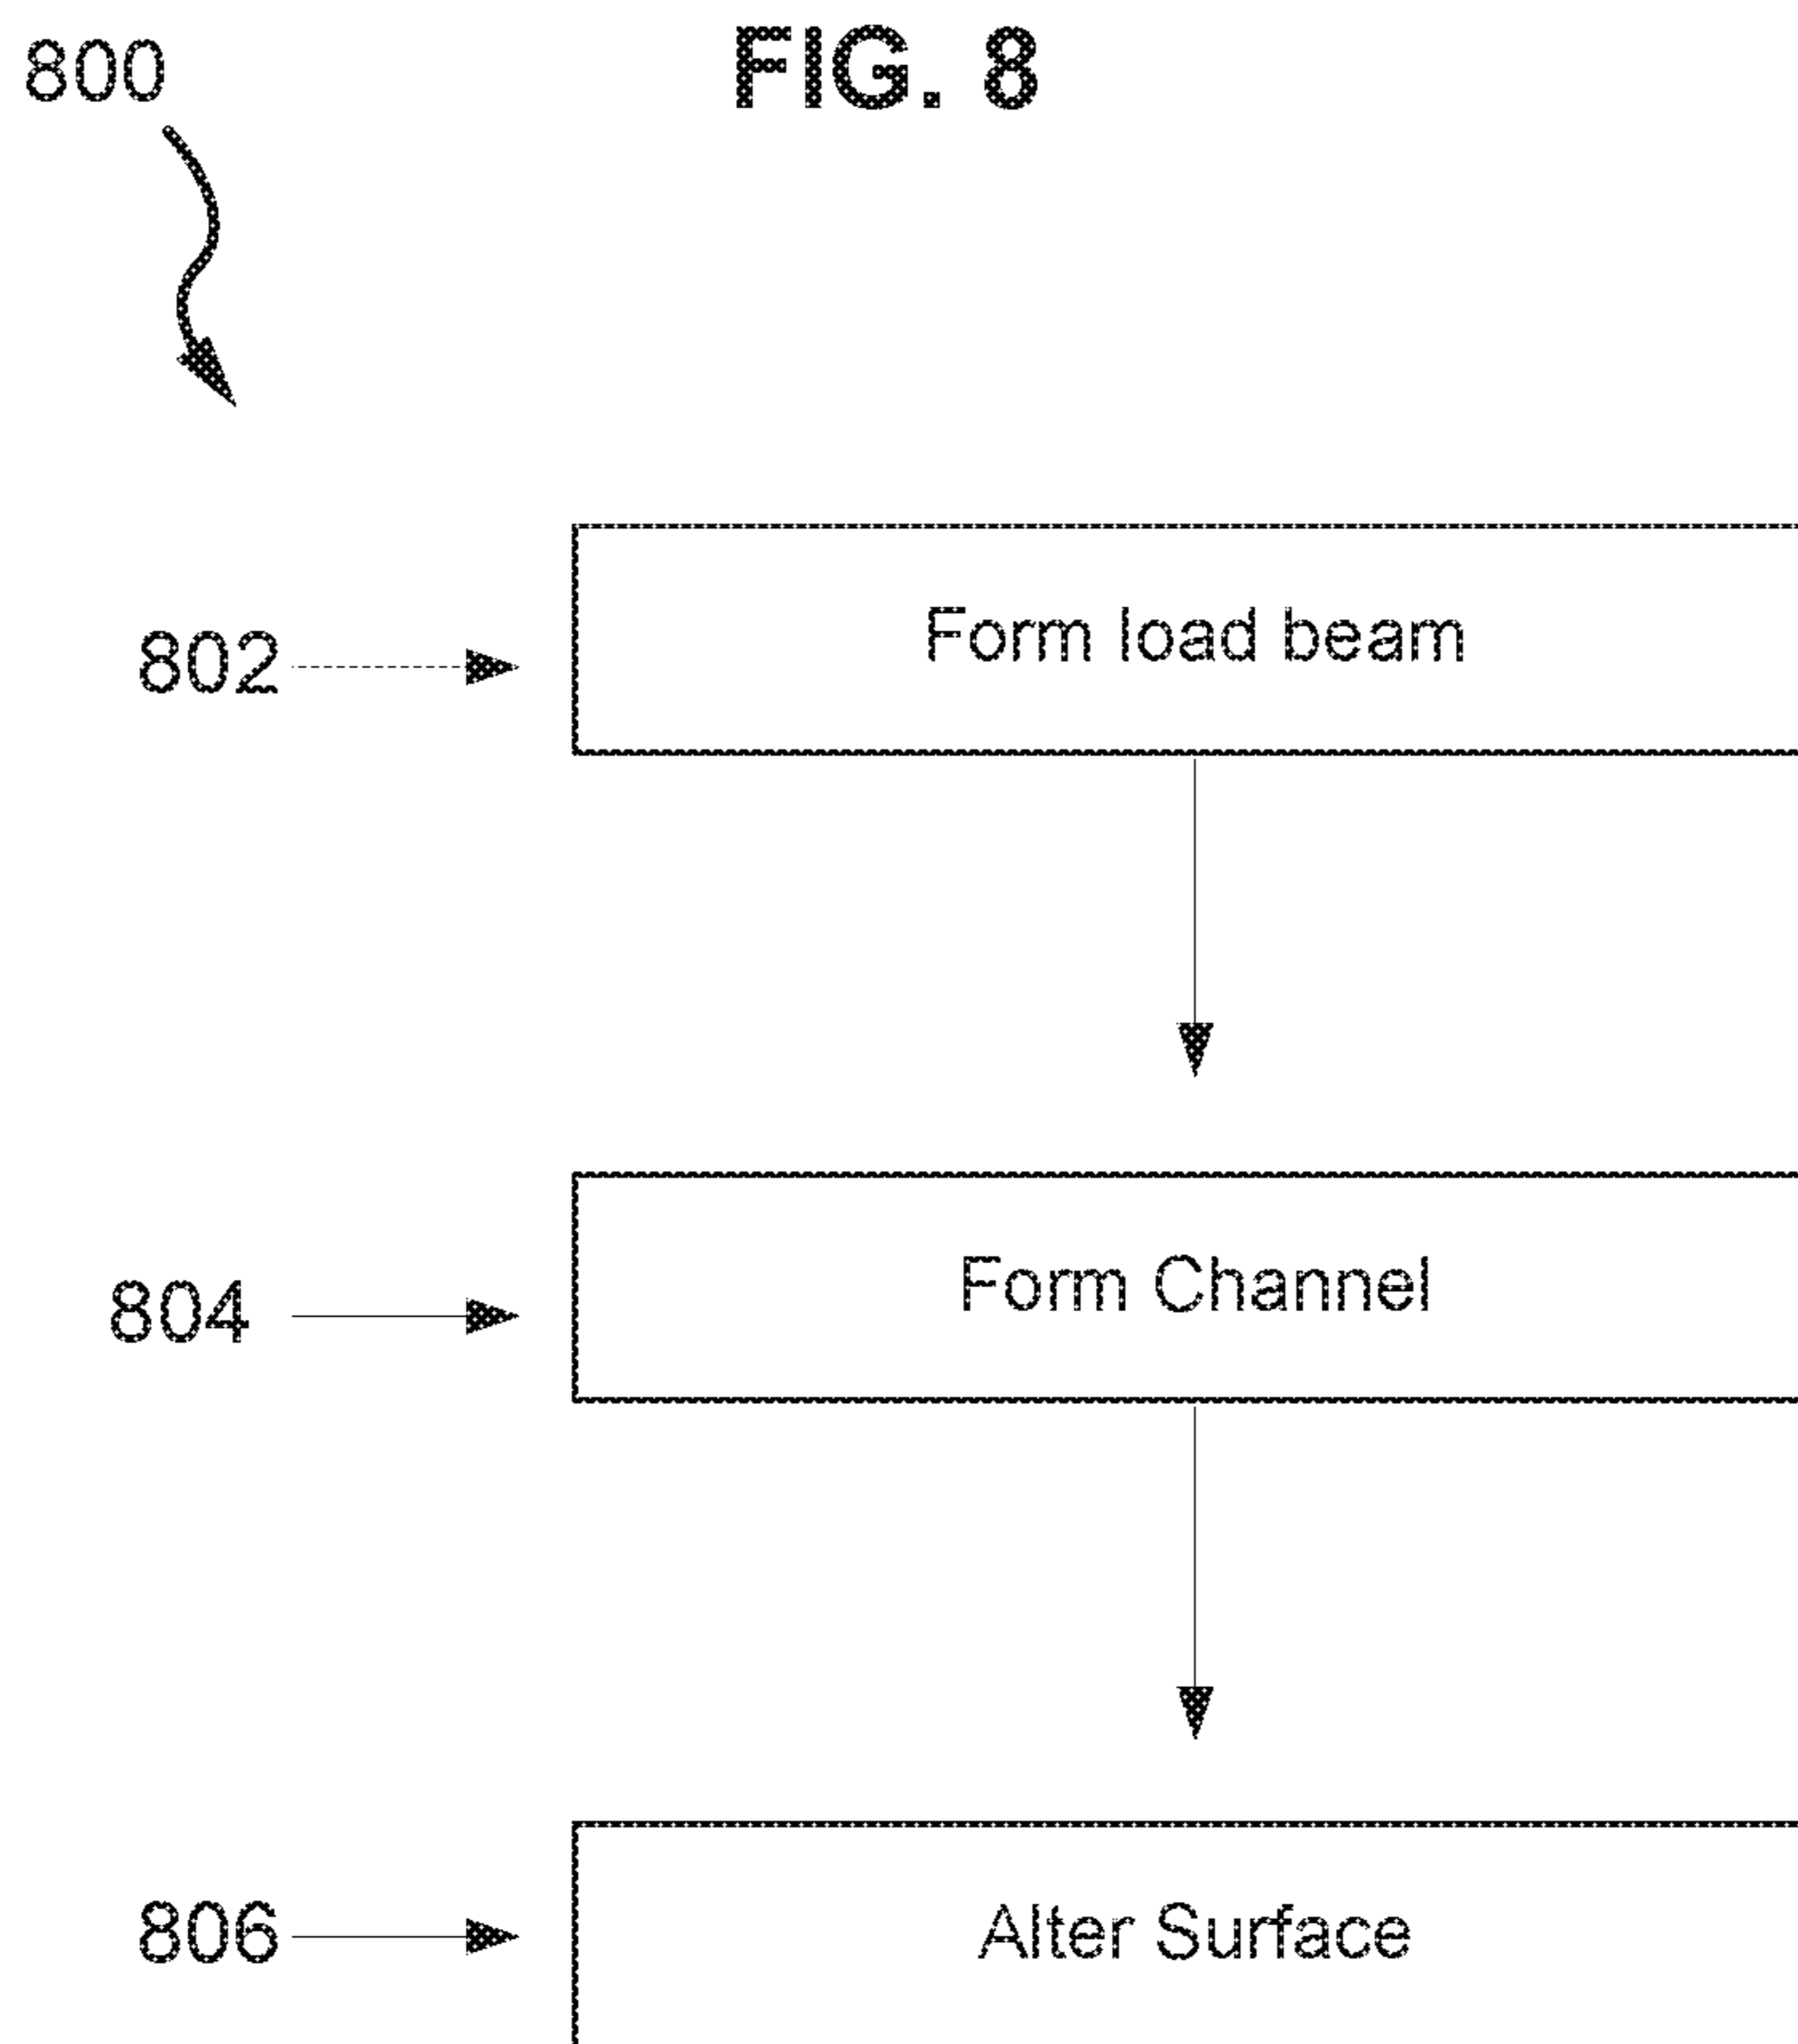 800
FIG. 8
802
Form load beam
804
Form Channel
806
Alter Surface